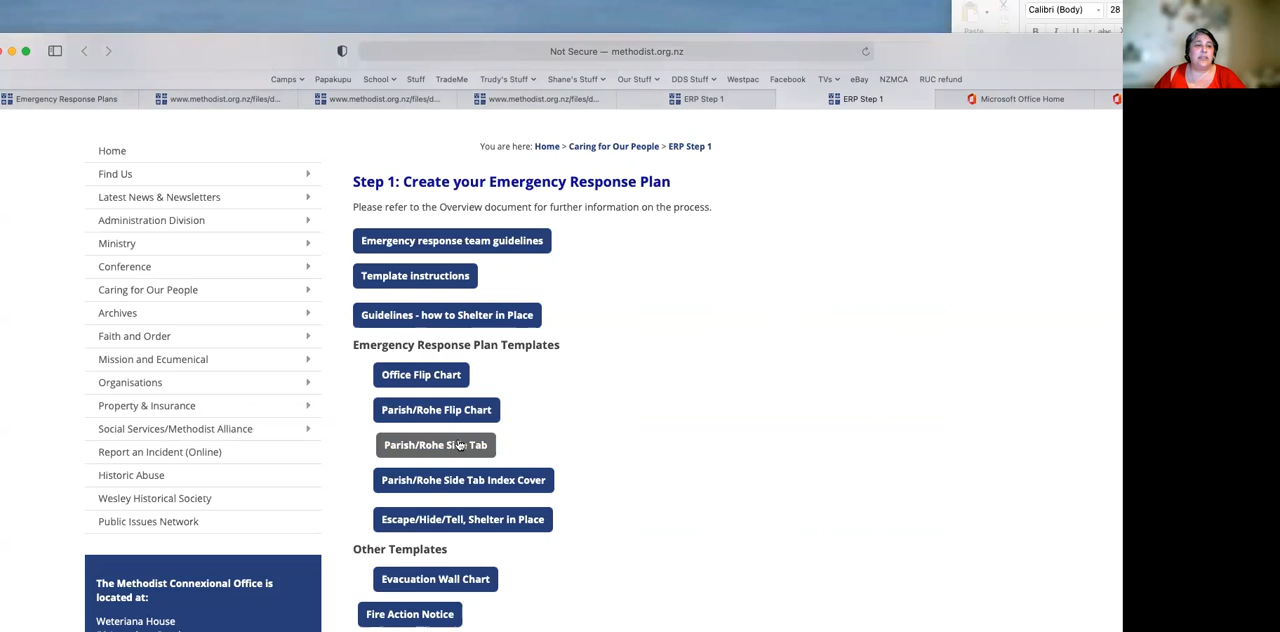 Calibri (Body)
28
Paste
Not Secure — methodist.org.nz
Camps
Papakupu
School
Stuff
TradeMe
Trudy's Stuff
Shane's Stuff
Our Stuff
DDS Stuff
Westpac
Facebook
TVs
eBay
NZMCA
RUC refund
Emergency Response Plans
www.methodist.org.nz/files/d...
www.methodist.org.nz/files/d...
www.methodist.org.nz/files/d...
ERP Step 1
ERP Step 1
Microsoft Office Home
Home
Find Us
Latest News & Newsletters
Administration Division
Ministry
Conference
Caring for Our People
Archives
Faith and Order
Mission and Ecumenical
Organisations
Property & Insurance
Social Services/Methodist Alliance
Report an Incident (Online)
Historic Abuse
Wesley Historical Society
Public Issues Network
The Methodist Connexional Office is
located at:
Weteriana House
You are here: Home > Caring for Our People > ERP Step 1
Step 1: Create your Emergency Response Plan
Please refer to the Overview document for further information on the process.
Emergency response team guidelines
Template instructions
Guidelines - how to Shelter in Place
Emergency Response Plan Templates
Office Flip Chart
Parish/Rohe Flip Chart
Parish/Rohe Side Tab
Parish/Rohe Side Tab Index Cover
Escape/Hide/Tell, Shelter in Place
Other Templates
Evacuation Wall Chart
Fire Action Notice